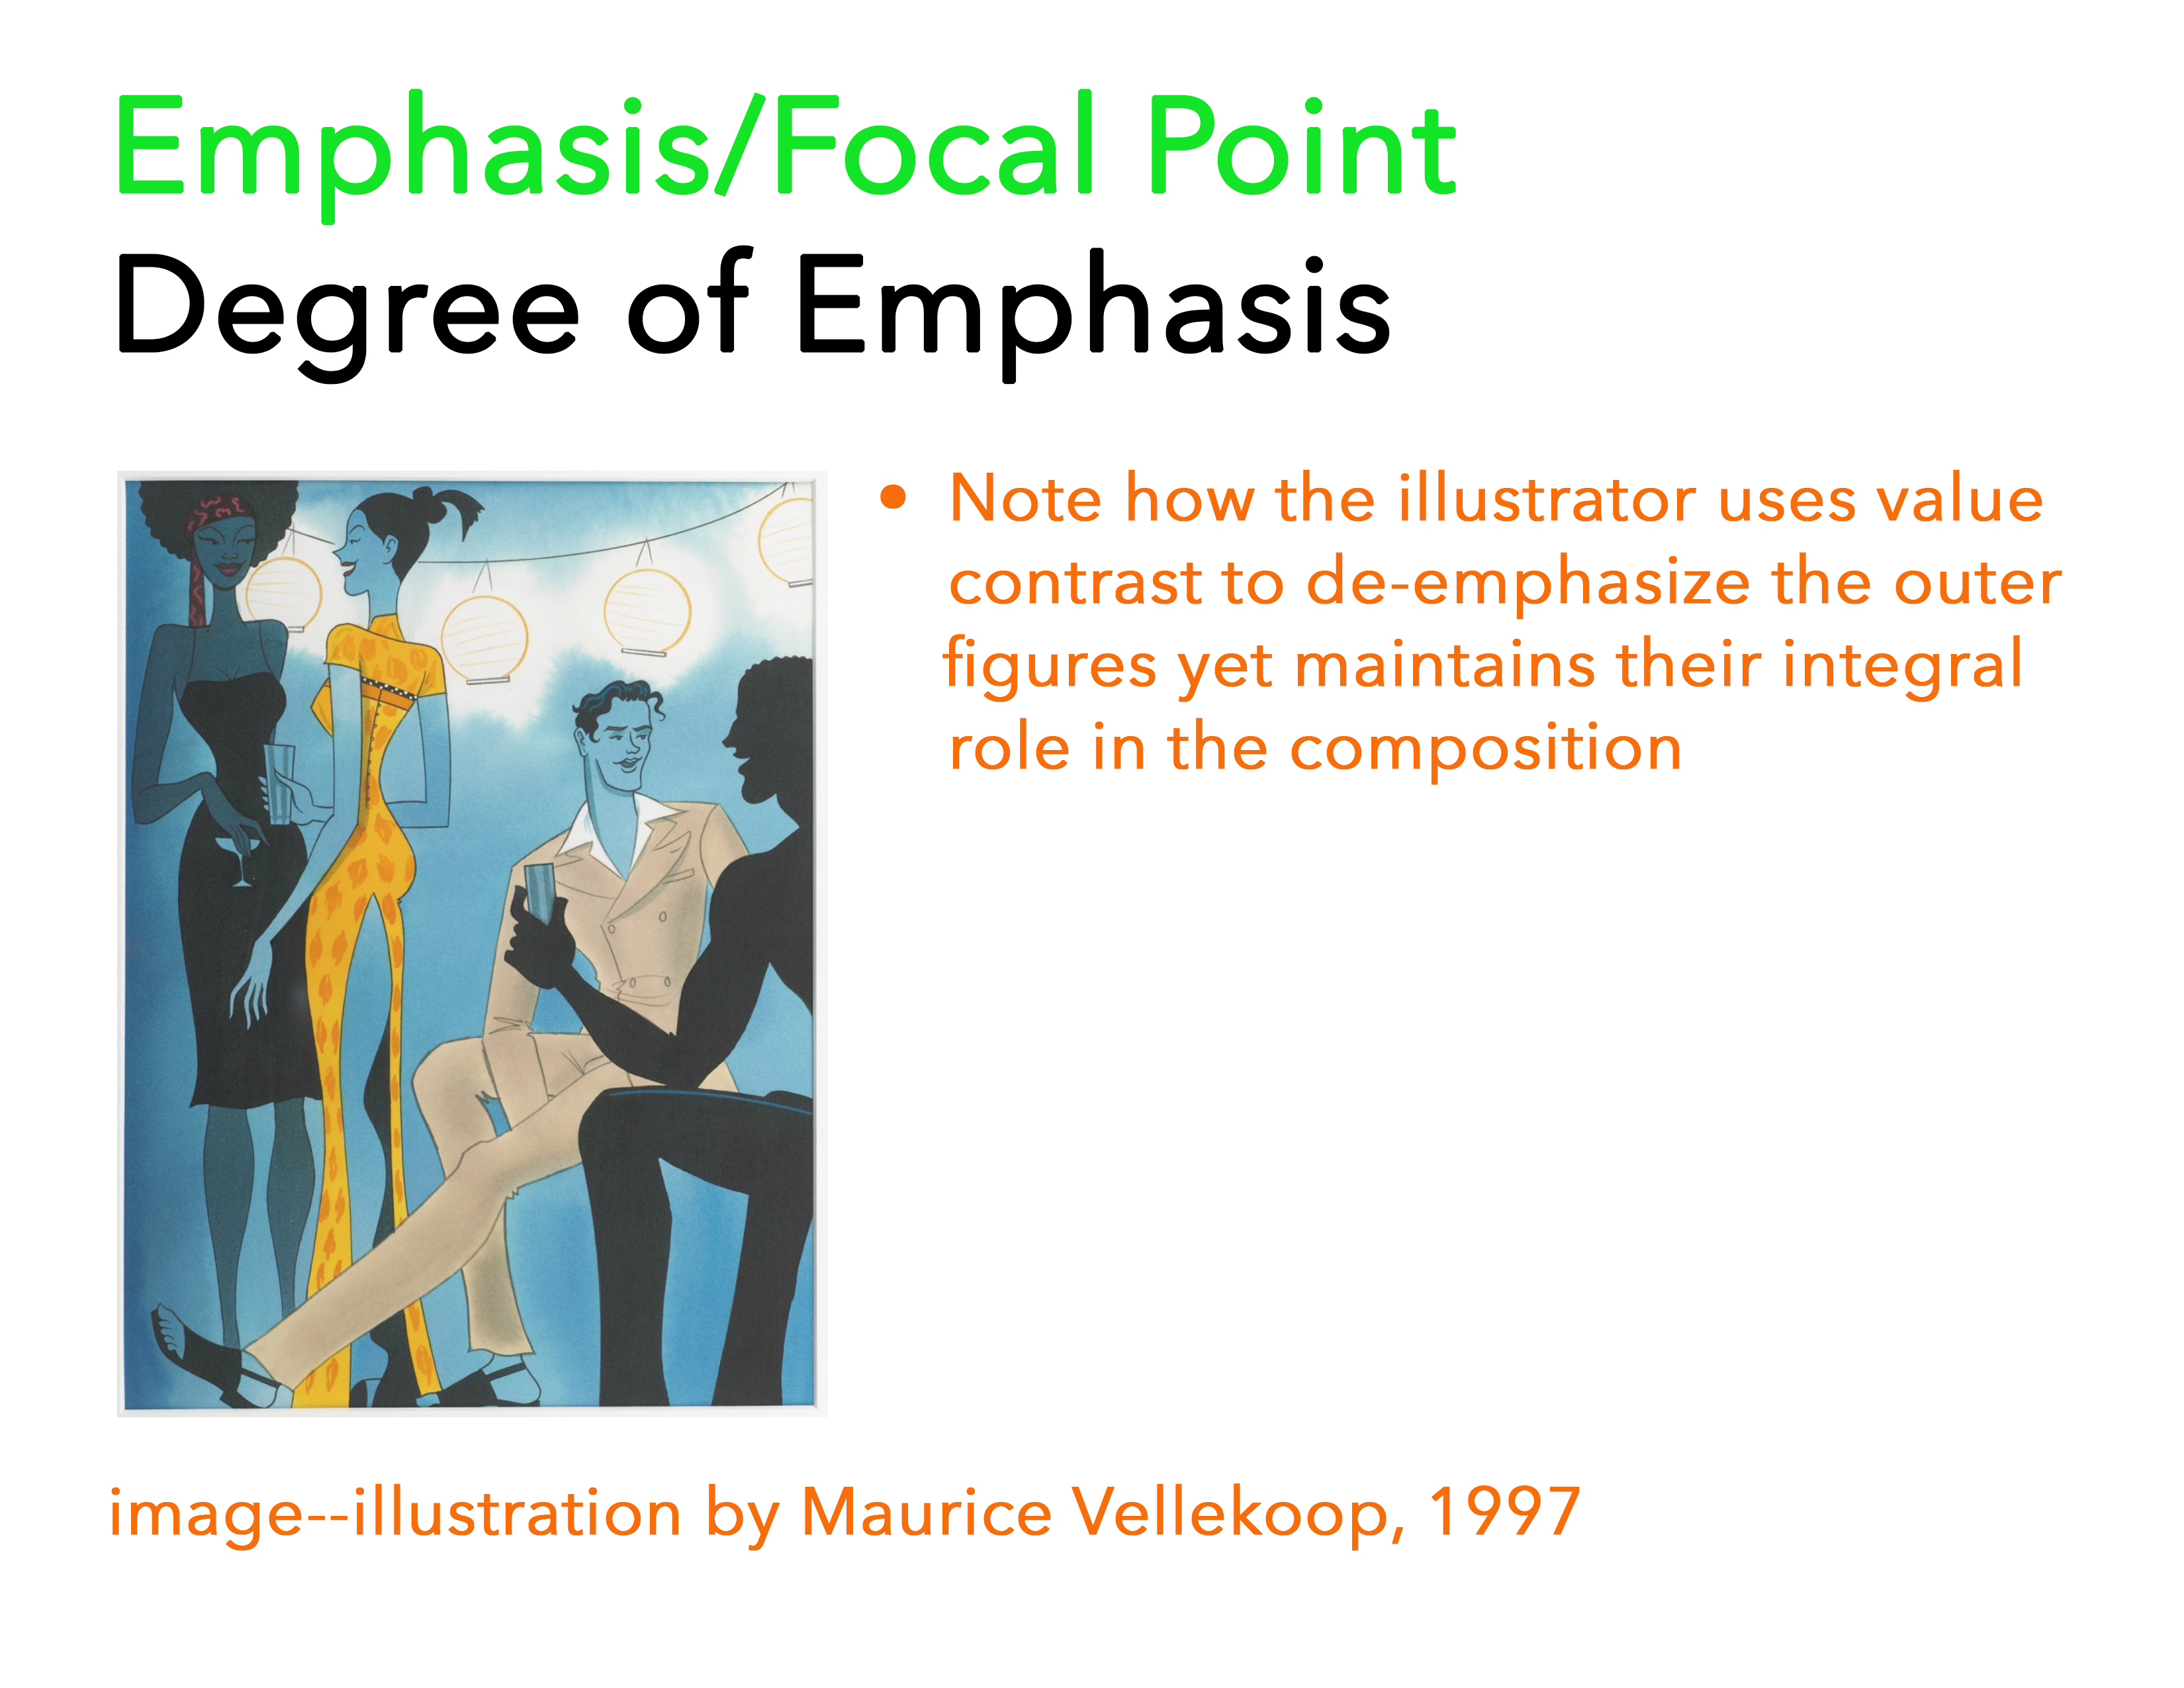 Emphasis/Focal Point
Degree of Emphasis
• Note how the illustrator uses value
contrast to de-emphasize the outer
figures yet maintains their integral
role in the composition
image--illustration by Maurice Vellekoop, 1997